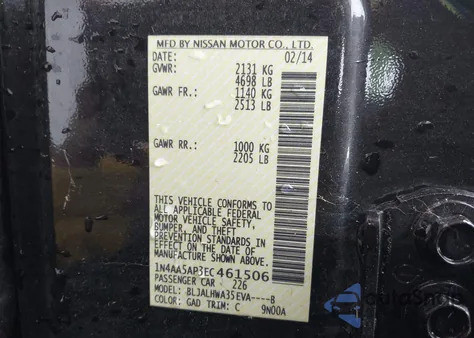 MFD BY NISSAN MOTOR CO., LTD.
DATE: 02/14
GVWR: 2131 KG
4698 LB
GAWR FR.: 1140 KG
2513 LB
GAWR RR.: 1000 KG
2205 LB
THIS VEHICLE CONFORMS TO
ALL APPLICABLE FEDERAL
MOTOR VEHICLE SAFETY,
BUMPER, AND THEFT
PREVENTION STANDARDS IN
EFFECT ON THE DATE OF
MANUFACTURE SHOWN ABOVE.
1N4AA5AP3EC461506
PASSENGER CAR 226
MODEL: BLJALHWA35EVA----B
COLOR: GAD TRIM: C 9N00A